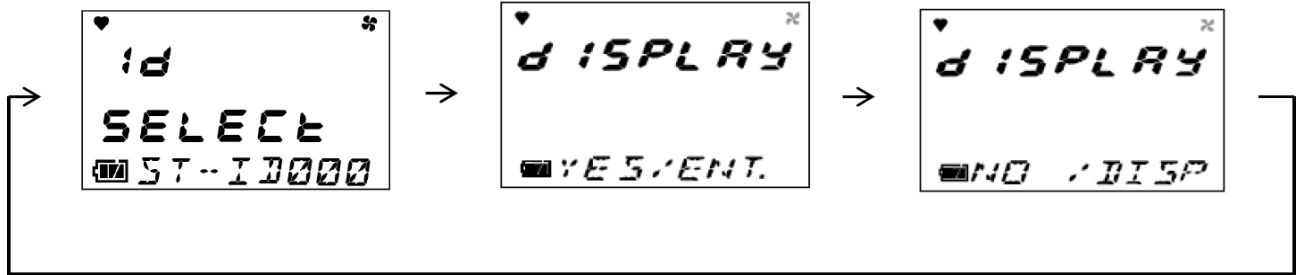 id
SELECt
ST-ID000
dISPLAY
YES/ENT.
dISPLAY
NO /DISP